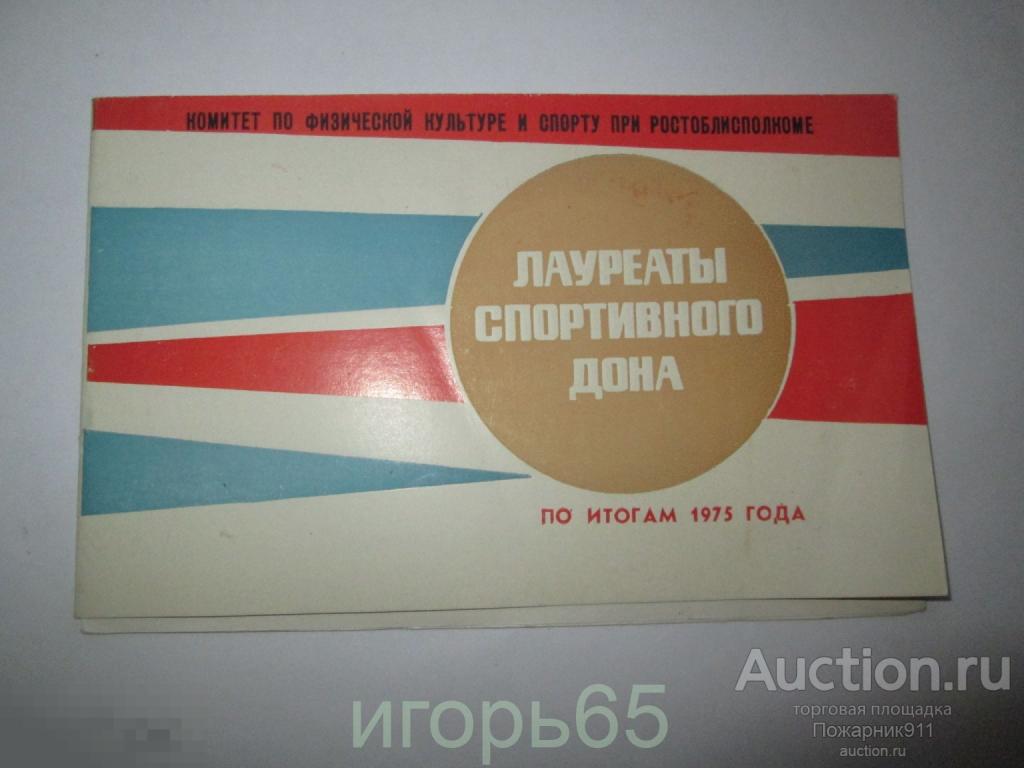 КОМИТЕТ ПО ФИЗИЧЕСКОЙ КУЛЬТУРЕ И СПОРТУ ПРИ РОСТОБЛИСПОЛКОМЕ
ЛАУРЕАТЫ
СПОРТИВНОГО
ДОНА
ПО ИТОГАМ 1975 ГОДА
Auction.ru
торговая площадка
Пожарник911
auction.ru
игорь65